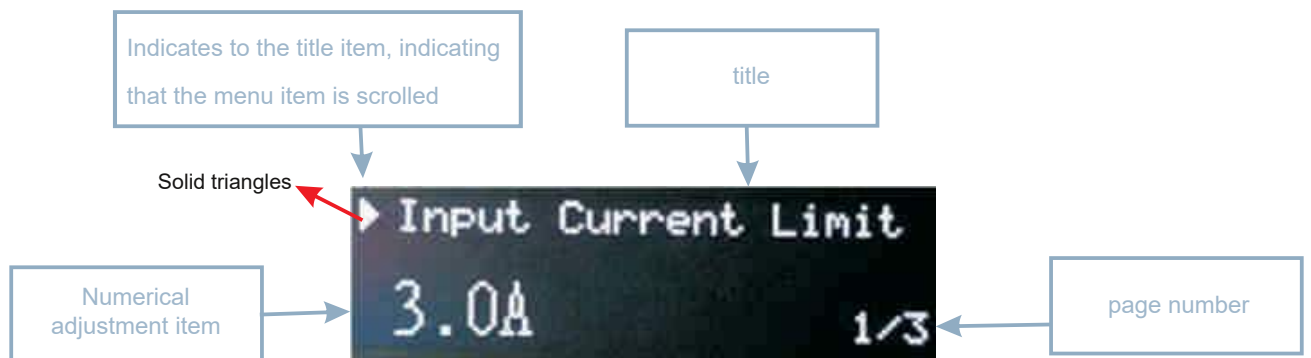 Indicates to the title item, indicating
that the menu item is scrolled
title
Solid triangles
Input Current Limit
Numerical
adjustment item
3.0A
1/3
page number